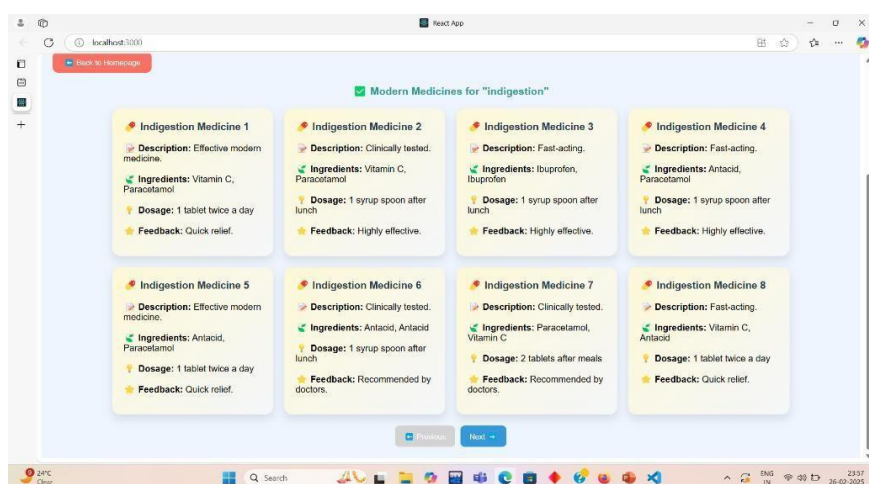 React App
localhost:3000
Back to Homepage
Modern Medicines for "indigestion"
Indigestion Medicine 1
Description: Effective modern
medicine.
Ingredients: Vitamin C,
Paracetamol
Dosage: 1 tablet twice a day
Feedback: Quick relief.
Indigestion Medicine 2
Description: Clinically tested.
Ingredients: Vitamin C,
Paracetamol
Dosage: 1 syrup spoon after
lunch
Feedback: Highly effective.
Indigestion Medicine 3
Description: Fast-acting.
Ingredients: Ibuprofen,
Ibuprofen
Dosage: 1 syrup spoon after
lunch
Feedback: Highly effective.
Indigestion Medicine 4
Description: Fast-acting.
Ingredients: Antacid,
Paracetamol
Dosage: 1 syrup spoon after
lunch
Feedback: Highly effective.
Indigestion Medicine 5
Description: Effective modern
medicine.
Ingredients: Antacid,
Paracetamol
Dosage: 1 tablet twice a day
Feedback: Quick relief.
Indigestion Medicine 6
Description: Clinically tested.
Ingredients: Antacid, Antacid
Dosage: 1 syrup spoon after
lunch
Feedback: Recommended by
doctors.
Indigestion Medicine 7
Description: Clinically tested.
Ingredients: Paracetamol,
Vitamin C
Dosage: 2 tablets after meals
Feedback: Recommended by
doctors.
Indigestion Medicine 8
Description: Fast-acting.
Ingredients: Vitamin C,
Antacid
Dosage: 1 tablet twice a day
Feedback: Quick relief.
Previous
Next →
9
24°C
Clear
Search
ENG
IN
23:57
26-02-2025